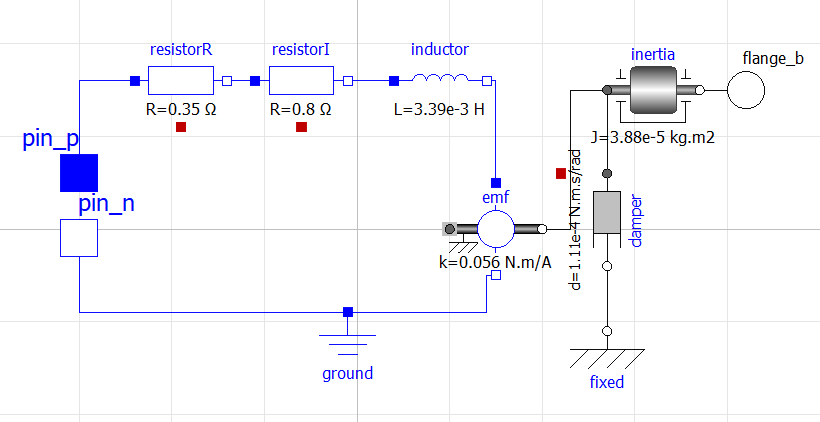 resistorR
resistorI
inductor
inertia
flange_b
R=0.35 Ω
R=0.8 Ω
L=3.39e-3 H
J=3.88e-5 kg.m2
pin_p
pin_n
emf
k=0.056 N.m/A
d=1.11e-4 N.m.s/rad
damper
ground
fixed